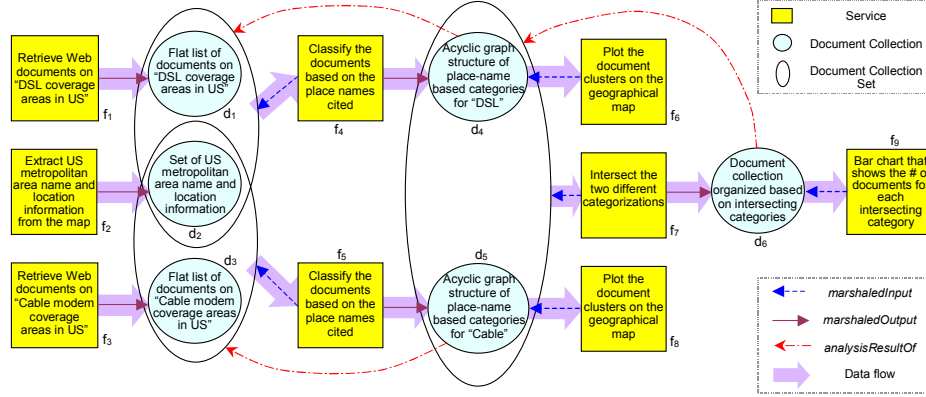 Retrieve Web
documents on
“DSL coverage
areas in US”
f1
Flat list of
documents on
“DSL coverage
areas in US”
d1
Classify the
documents
based on the
place names
cited
f4
Acyclic graph
structure of
place-name
based categories
for “DSL”
d4
Plot the
document
clusters on the
geographical
map
f6
Service
Document Collection
Document Collection
Set
Extract US
metropolitan
area name and
location
information
from the map
f2
Set of US
metropolitan
area name and
location
information
d2
Intersect the
two different
categorizations
f7
Document
collection
organized based
on intersecting
categories
d6
f9
Bar chart that
shows the # o
documents fo
each
intersecting
category
Retrieve Web
documents on
“Cable modem
coverage
areas in US”
f3
d3
Flat list of
documents on
“Cable modem
coverage areas
in US”
f5
Classify the
documents
based on the
place names
cited
d5
Acyclic graph
structure of
place-name
based categories
for “Cable”
Plot the
document
clusters on the
geographical
map
f8
marshaledInput
marshaledOutput
analysisResultOf
Data flow